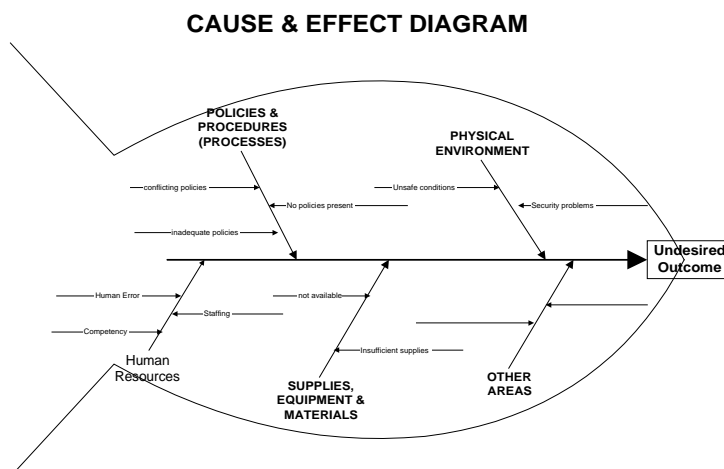 CAUSE & EFFECT DIAGRAM
POLICIES &
PROCEDURES
(PROCESSES)
PHYSICAL
ENVIRONMENT
conflicting policies
No policies present
inadequate policies
Unsafe conditions
Security problems
Undesired
Outcome
Human Error
Staffing
Competency
Human
Resources
not available
Insufficient supplies
SUPPLIES,
EQUIPMENT &
MATERIALS
OTHER
AREAS